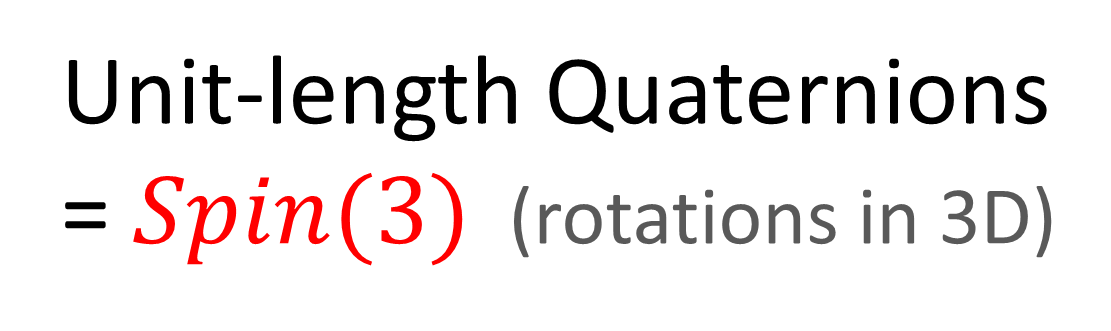 Unit-length Quaternions
= Spin(3) (rotations in 3D)